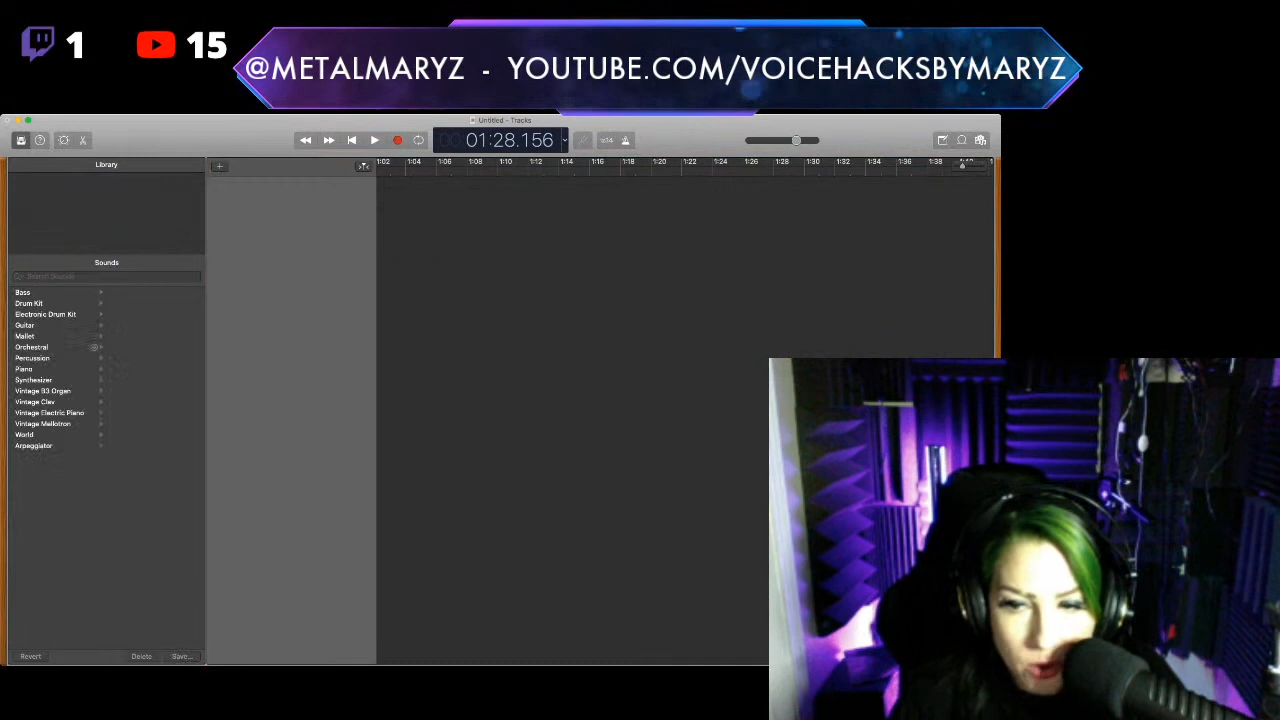 1
15
@METALMARYZ - YOUTUBE.COM/VOICEHACKSBYMARYZ
Untitled - Tracks
01:28.156
1234
Library
1:02 1:04 1:06 1:08 1:10 1:12 1:14 1:16 1:18 1:20 1:22 1:24 1:26 1:28 1:30 1:32 1:34 1:36 1:38
Sounds
Search Sounds
Bass
Drum Kit
Electronic Drum Kit
Guitar
Mallet
Orchestral
Percussion
Piano
Synthesizer
Vintage B3 Organ
Vintage Clav
Vintage Electric Piano
Vintage Mellotron
World
Arpeggiator
Revert
Delete
Save...